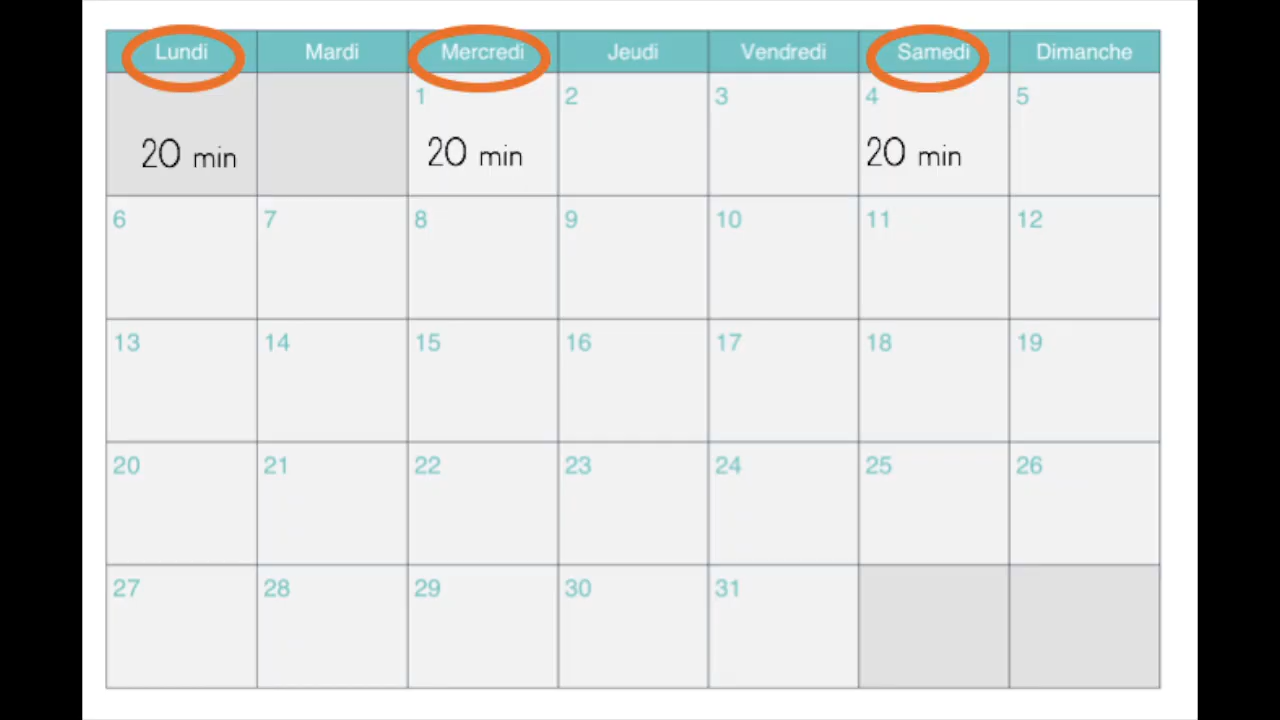 Lundi Mardi Mercredi Jeudi Vendredi Samedi Dimanche
1 2 3 4 5
20 min 20 min 20 min
6 7 8 9 10 11 12
13 14 15 16 17 18 19
20 21 22 23 24 25 26
27 28 29 30 31